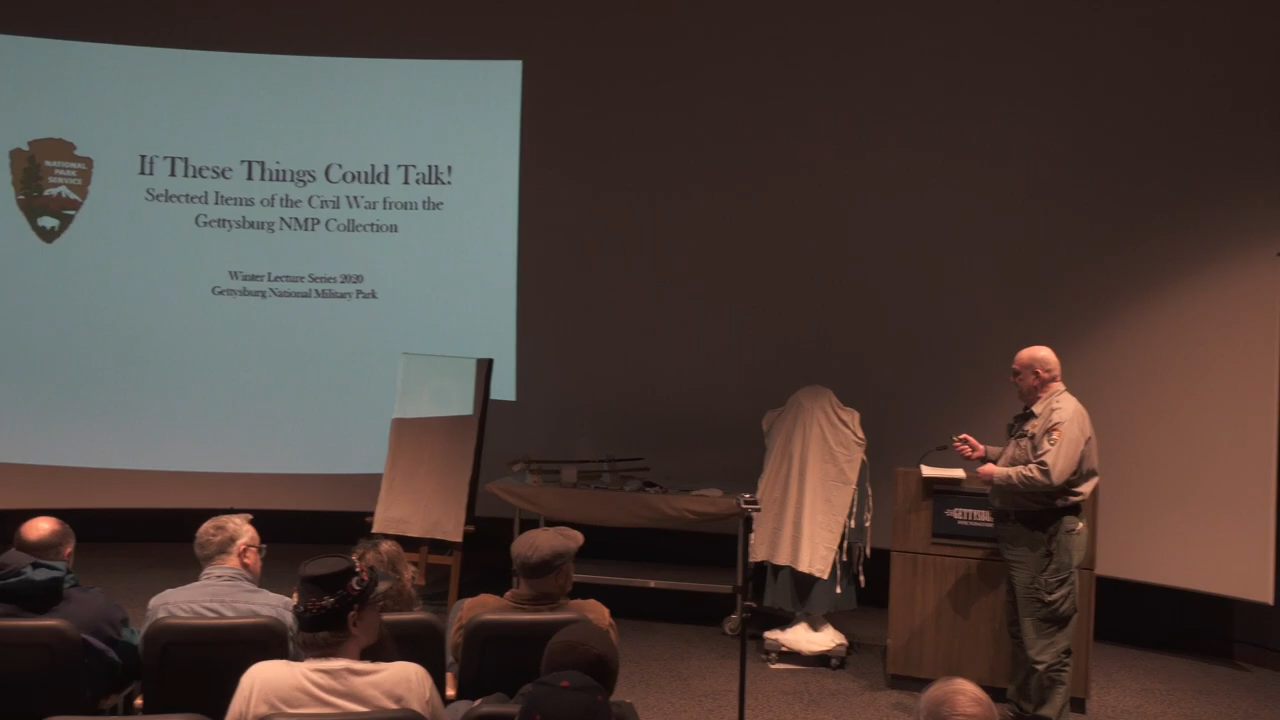 NATIONAL
PARK
SERVICE
If These Things Could Talk!
Selected Items of the Civil War from the
Gettysburg NMP Collection
Winter Lecture Series 2020
Gettysburg National Military Park